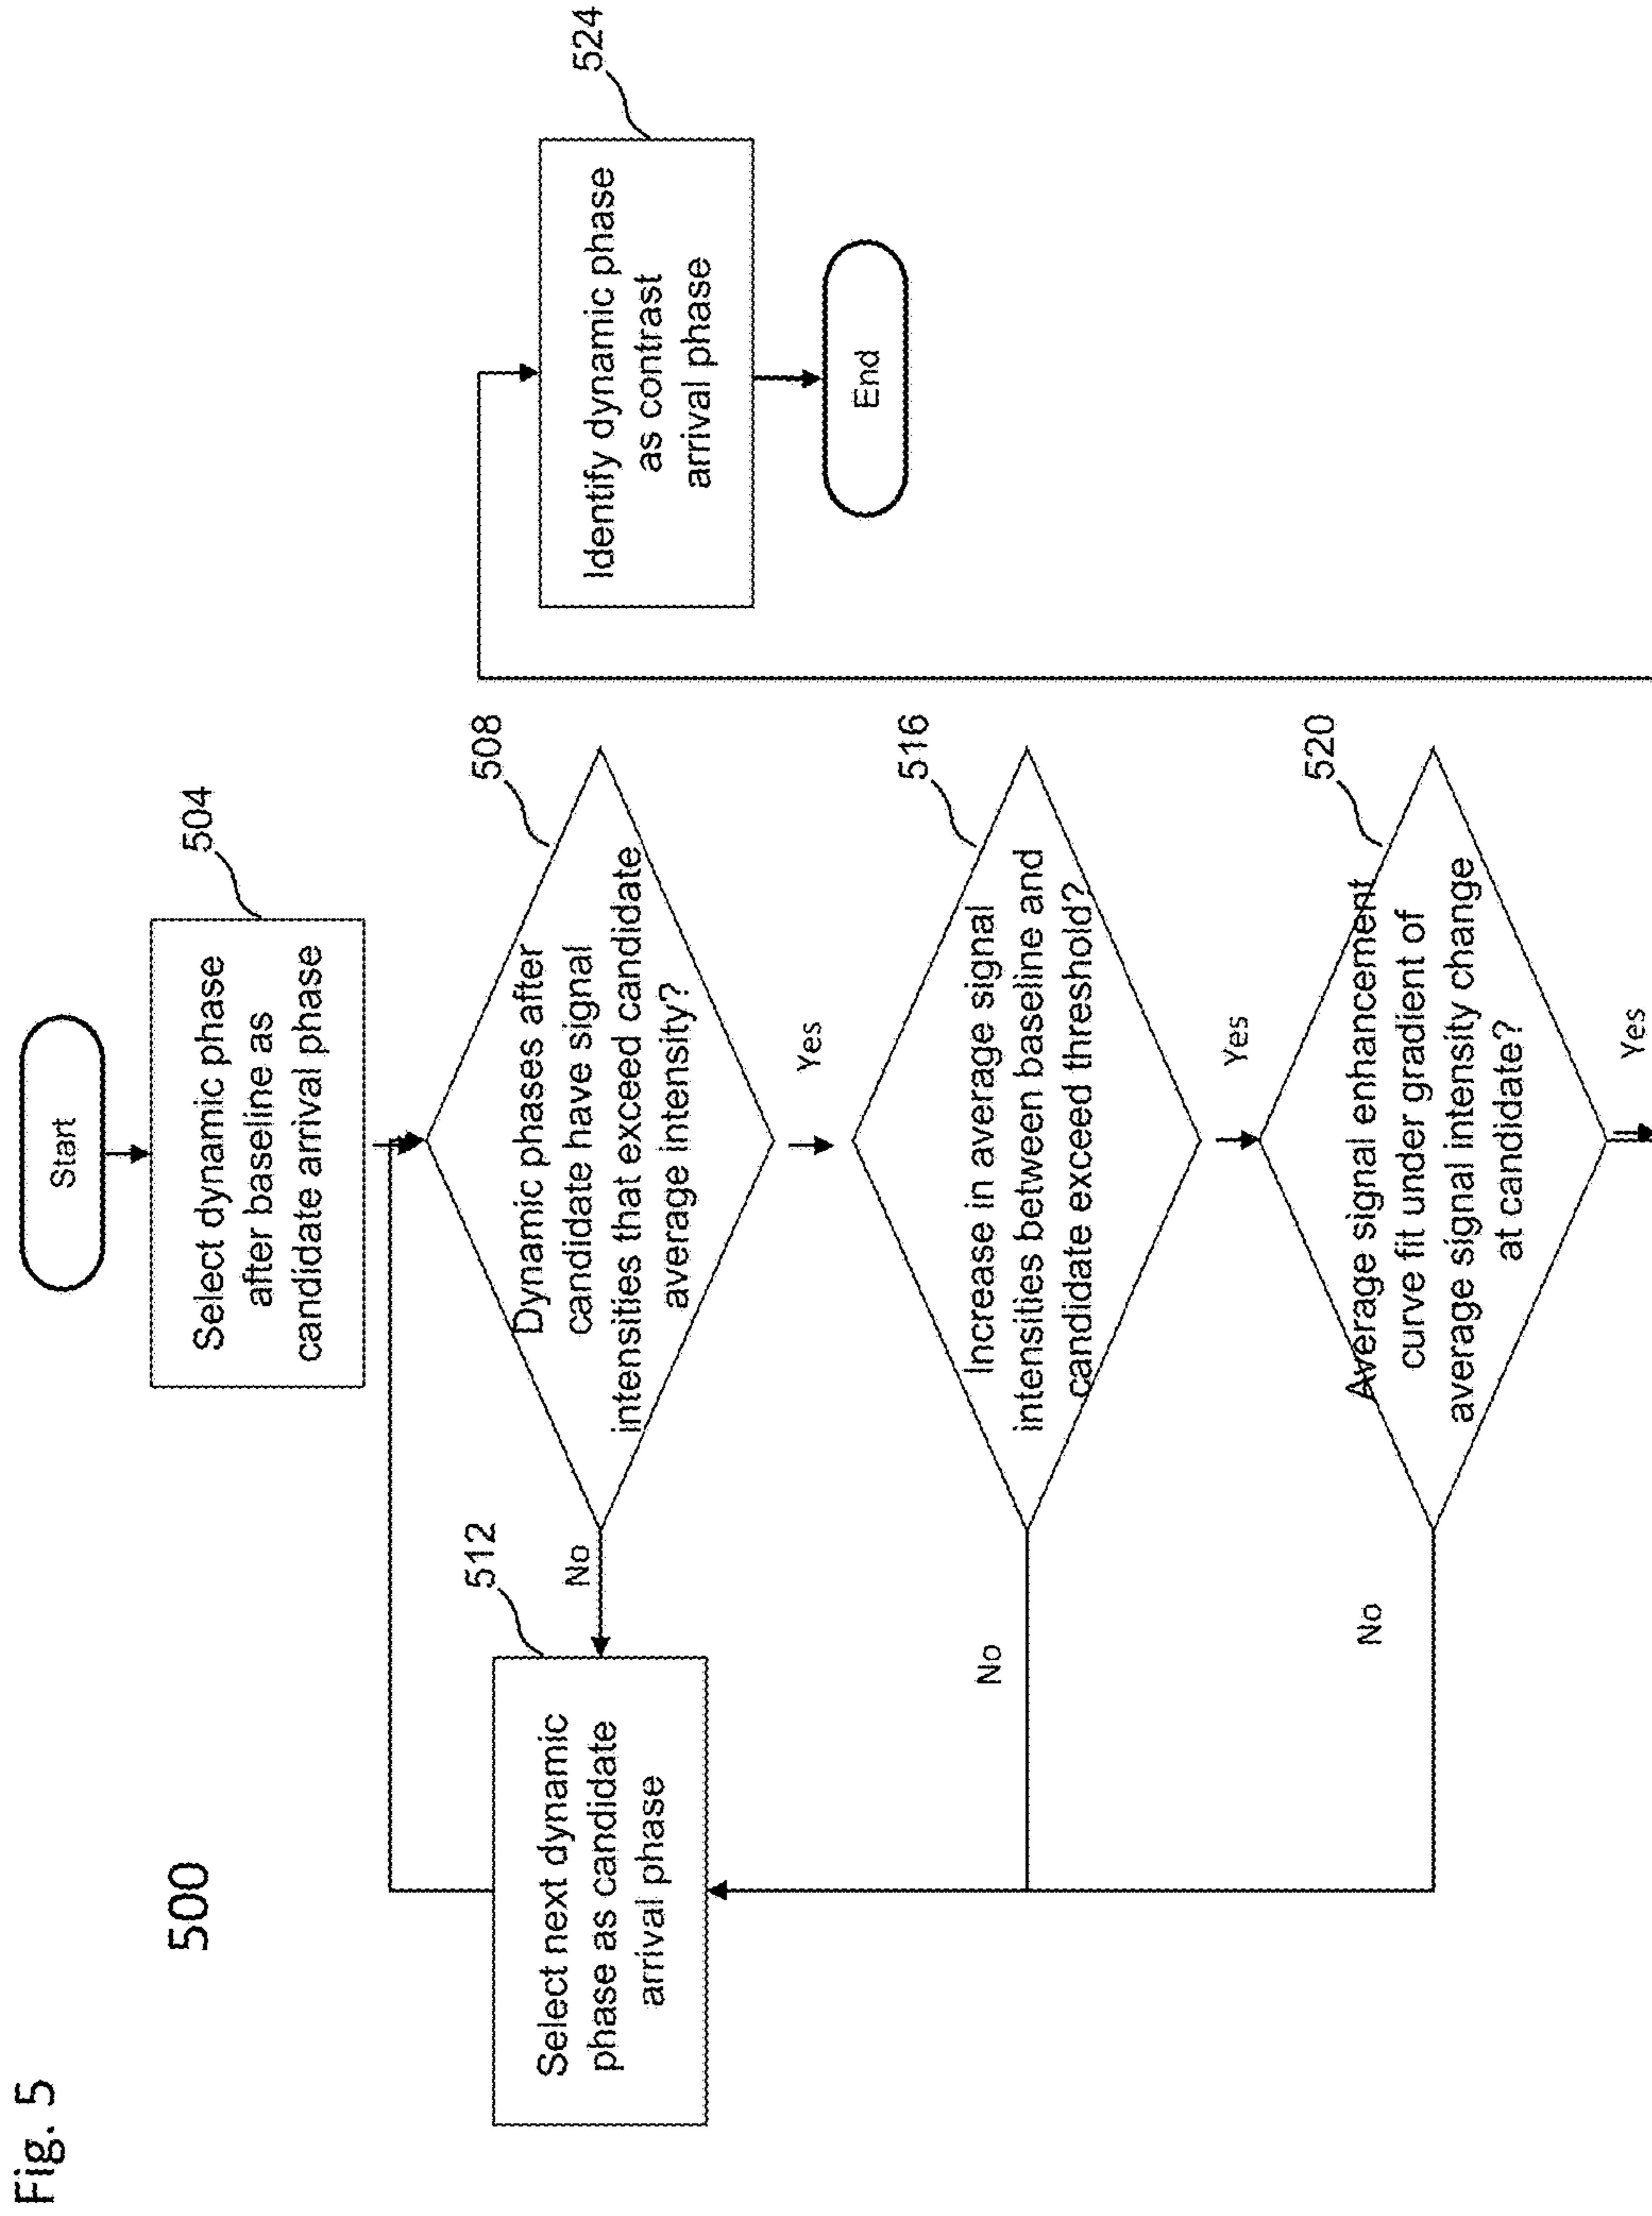 Fig. 5
500
Start
504
Select dynamic phase
after baseline as
candidate arrival phase
508
Dynamic phases after
candidate have signal
intensities that exceed candidate
average intensity?
No
Yes
512
Select next dynamic
phase as candidate
arrival phase
516
Increase in average signal
intensities between baseline and
candidate exceed threshold?
No
Yes
520
Average signal enhancement
curve fit under gradient of
average signal intensity change
at candidate?
No
Yes
524
Identify dynamic phase
as contrast
arrival phase
End